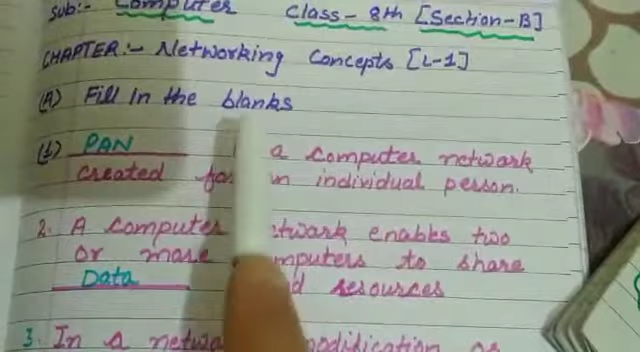 Sub:- Computer Class- 8th [Section-B]
CHAPTER:- Networking Concepts [L-1]
(A) Fill in the blanks
(1) PAN a computer network
created individual person.
2. A computer enables two
or more to share
Data resources
3. In a